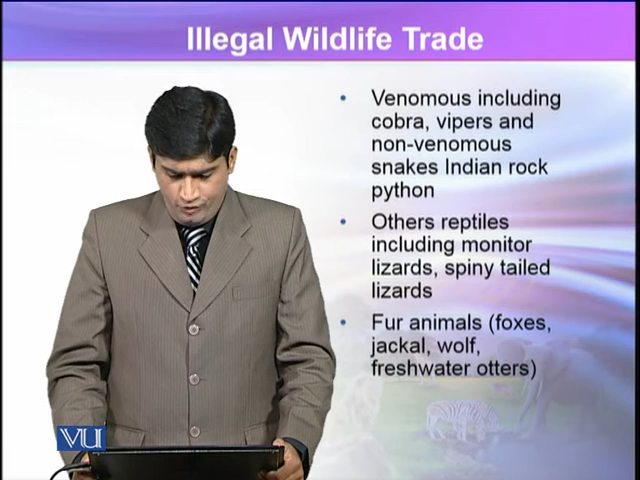 Illegal Wildlife Trade
• Venomous including
cobra, vipers and
non-venomous
snakes Indian rock
python
• Others reptiles
including monitor
lizards, spiny tailed
lizards
• Fur animals (foxes,
jackal, wolf,
freshwater otters)
VU